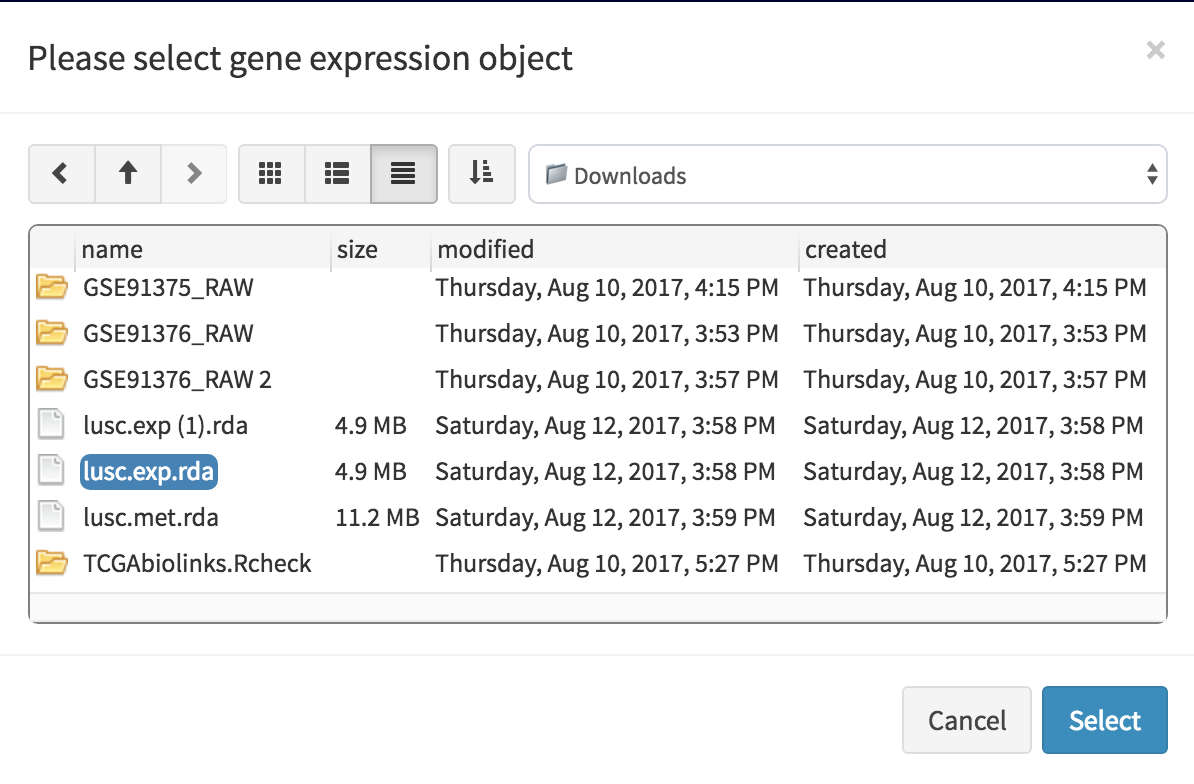 Please select gene expression object ×
Downloads
name size modified created
GSE91375_RAW Thursday, Aug 10, 2017, 4:15 PM Thursday, Aug 10, 2017, 4:15 PM
GSE91376_RAW Thursday, Aug 10, 2017, 3:53 PM Thursday, Aug 10, 2017, 3:53 PM
GSE91376_RAW 2 Thursday, Aug 10, 2017, 3:57 PM Thursday, Aug 10, 2017, 3:57 PM
lusc.exp (1).rda 4.9 MB Saturday, Aug 12, 2017, 3:58 PM Saturday, Aug 12, 2017, 3:58 PM
lusc.exp.rda 4.9 MB Saturday, Aug 12, 2017, 3:58 PM Saturday, Aug 12, 2017, 3:58 PM
lusc.met.rda 11.2 MB Saturday, Aug 12, 2017, 3:59 PM Saturday, Aug 12, 2017, 3:59 PM
TCGAbiolinks.Rcheck Thursday, Aug 10, 2017, 5:27 PM Thursday, Aug 10, 2017, 5:27 PM
Cancel Select